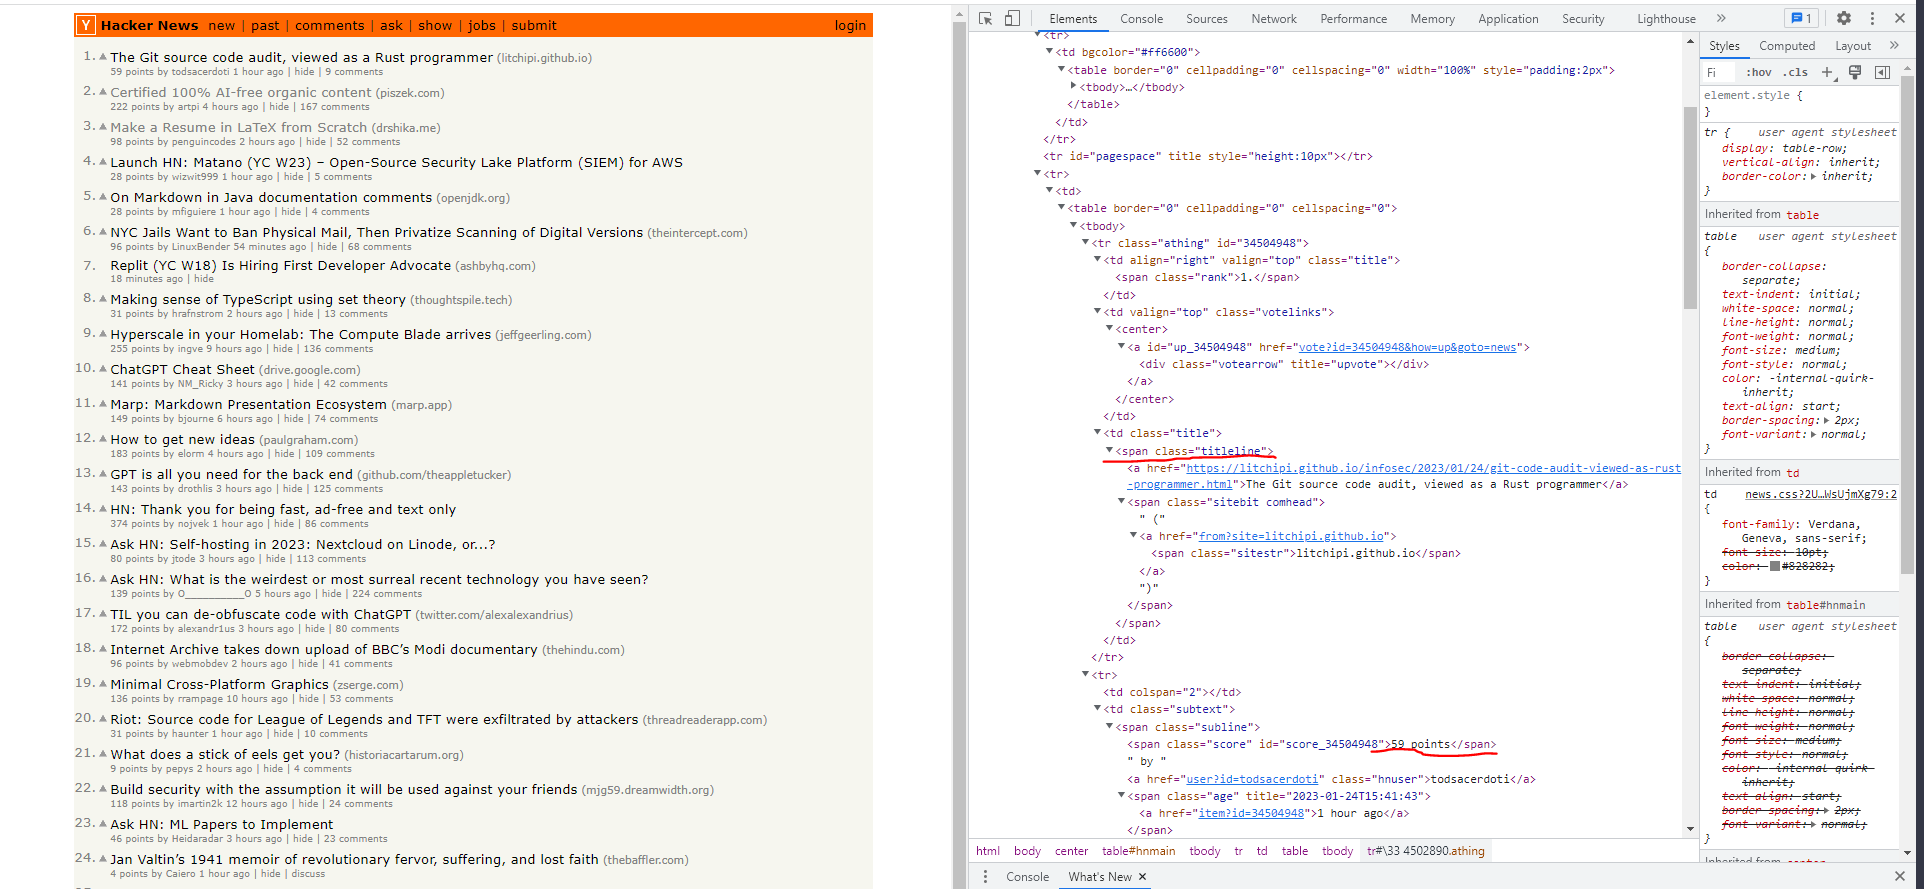 Y Hacker News new | past | comments | ask | show | jobs | submit login
1. The Git source code audit, viewed as a Rust programmer (litchipi.github.io)
59 points by todsacerdoti 1 hour ago | hide | 9 comments
2. Certified 100% AI-free organic content (piszek.com)
222 points by artpi 4 hours ago | hide | 167 comments
3. Make a Resume in LaTeX from Scratch (drshika.me)
98 points by penguincodes 2 hours ago | hide | 52 comments
4. Launch HN: Matano (YC W23) – Open-Source Security Lake Platform (SIEM) for AWS
28 points by wizwit999 1 hour ago | hide | 5 comments
5. On Markdown in Java documentation comments (openjdk.org)
28 points by mfiguiere 1 hour ago | hide | 4 comments
6. NYC Jails Want to Ban Physical Mail, Then Privatize Scanning of Digital Versions (theintercept.com)
96 points by LinuxBender 54 minutes ago | hide | 68 comments
7. Replit (YC W18) Is Hiring First Developer Advocate (ashbyhq.com)
18 minutes ago | hide
8. Making sense of TypeScript using set theory (thoughtspile.tech)
31 points by hrafnstrom 2 hours ago | hide | 13 comments
9. Hyperscale in your Homelab: The Compute Blade arrives (jeffgeerling.com)
255 points by ingve 9 hours ago | hide | 136 comments
10. ChatGPT Cheat Sheet (drive.google.com)
141 points by NM_Ricky 3 hours ago | hide | 42 comments
11. Marp: Markdown Presentation Ecosystem (marp.app)
149 points by bjourne 6 hours ago | hide | 74 comments
12. How to get new ideas (paulgraham.com)
183 points by elorm 4 hours ago | hide | 109 comments
13. GPT is all you need for the back end (github.com/theappletucker)
143 points by drothlis 3 hours ago | hide | 125 comments
14. HN: Thank you for being fast, ad-free and text only
374 points by nojvek 1 hour ago | hide | 86 comments
15. Ask HN: Self-hosting in 2023: Nextcloud on Linode, or...?
80 points by jtode 3 hours ago | hide | 113 comments
16. Ask HN: What is the weirdest or most surreal recent technology you have seen?
139 points by O__________O 5 hours ago | hide | 224 comments
17. TIL you can de-obfuscate code with ChatGPT (twitter.com/alexalexandrius)
172 points by alexandr1us 3 hours ago | hide | 80 comments
18. Internet Archive takes down upload of BBC’s Modi documentary (thehindu.com)
96 points by webmobdev 2 hours ago | hide | 41 comments
19. Minimal Cross-Platform Graphics (zserge.com)
136 points by rrampage 10 hours ago | hide | 53 comments
20. Riot: Source code for League of Legends and TFT were exfiltrated by attackers (threadreaderapp.com)
31 points by haunter 1 hour ago | hide | 10 comments
21. What does a stick of eels get you? (historiacartarum.org)
9 points by pepys 2 hours ago | hide | 4 comments
22. Build security with the assumption it will be used against your friends (mjg59.dreamwidth.org)
118 points by imartin2k 12 hours ago | hide | 24 comments
23. Ask HN: ML Papers to Implement
46 points by Heidaradar 3 hours ago | hide | 23 comments
24. Jan Valtin’s 1941 memoir of revolutionary fervor, suffering, and lost faith (thebaffler.com)
4 points by Caiero 1 hour ago | hide | discuss
Elements Console Sources Network Performance Memory Application Security Lighthouse » 1
<tr>
<td bgcolor="#ff6600">
<table border="0" cellpadding="0" cellspacing="0" width="100%" style="padding:2px">
<tbody>…</tbody>
</table>
</td>
</tr>
<tr id="pagespace" title style="height:10px"></tr>
<tr>
<td>
<table border="0" cellpadding="0" cellspacing="0">
<tbody>
<tr class="athing" id="34504948">
<td align="right" valign="top" class="title">
<span class="rank">1.</span>
</td>
<td valign="top" class="votelinks">
<center>
<a id="up_34504948" href="vote?id=34504948&how=up&goto=news">
<div class="votearrow" title="upvote"></div>
</a>
</center>
</td>
<td class="title">
<span class="titleline">
<a href="https://litchipi.github.io/infosec/2023/01/24/git-code-audit-viewed-as-rust
-programmer.html">The Git source code audit, viewed as a Rust programmer</a>
<span class="sitebit comhead">
" ("
<a href="from?site=litchipi.github.io">
<span class="sitestr">litchipi.github.io</span>
</a>
")"
</span>
</span>
</td>
</tr>
<tr>
<td colspan="2"></td>
<td class="subtext">
<span class="subline">
<span class="score" id="score_34504948">59 points</span>
" by "
<a href="user?id=todsacerdoti" class="hnuser">todsacerdoti</a>
<span class="age" title="2023-01-24T15:41:43">
<a href="item?id=34504948">1 hour ago</a>
</span>
html body center table#hnmain tbody tr td table tbody tr#\33 4502890.athing
Console What's New ×
Styles Computed Layout »
Fi :hov .cls +
element.style {
}
tr { user agent stylesheet
display: table-row;
vertical-align: inherit;
border-color: inherit;
}
Inherited from table
table user agent stylesheet
{
border-collapse:
separate;
text-indent: initial;
white-space: normal;
line-height: normal;
font-weight: normal;
font-size: medium;
font-style: normal;
color: -internal-quirk-
inherit;
text-align: start;
border-spacing: 2px;
font-variant: normal;
}
Inherited from td
td news.css?2U…WsUjmXg79:2
{
font-family: Verdana,
Geneva, sans-serif;
font-size: 10pt;
color: #828282;
}
Inherited from table#hnmain
table user agent stylesheet
{
border-collapse:
separate;
text-indent: initial;
white-space: normal;
line-height: normal;
font-weight: normal;
font-size: medium;
font-style: normal;
color: -internal-quirk-
inherit;
text-align: start;
border-spacing: 2px;
font-variant: normal;
}